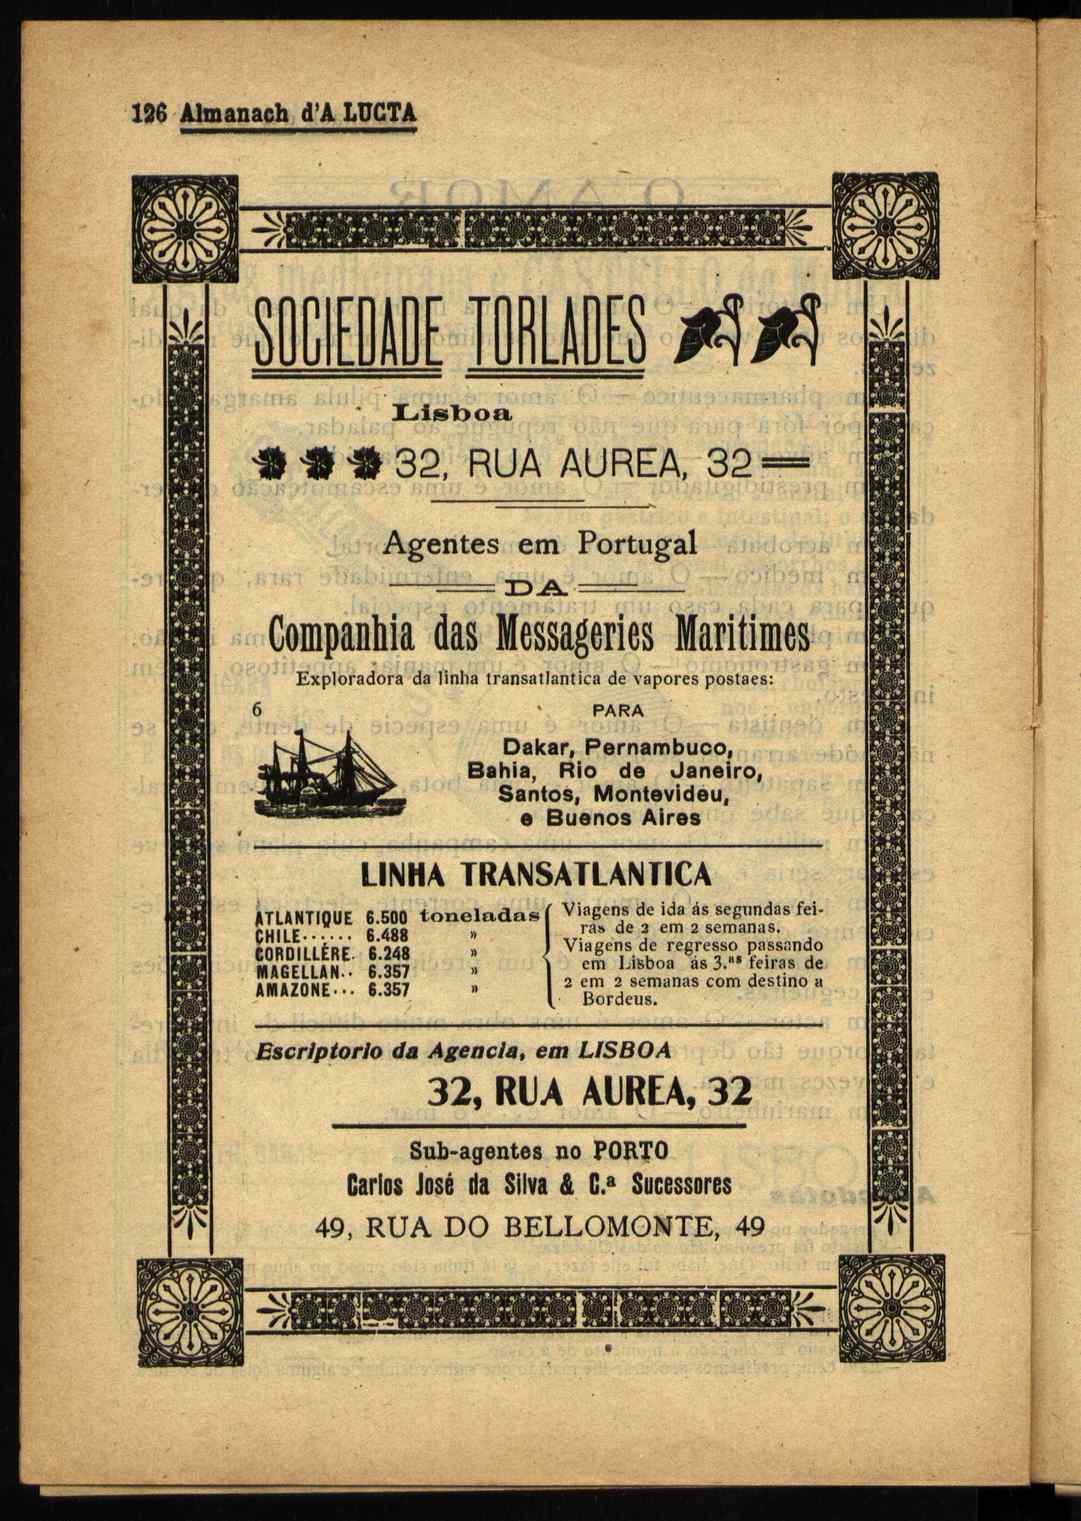 126 Almanach d'A LUCTA
SOCIEDADE TORLADES
Lisboa
32, RUA AUREA, 32
Agentes em Portugal
DA
Companhia das Messageries Maritimes
Exploradora da linha transatlantica de vapores postaes:
6 PARA
Dakar, Pernambuco,
Bahia, Rio de Janeiro,
Santos, Montevideu,
e Buenos Aires
LINHA TRANSATLANTICA
ATLANTIQUE 6.500 toneladas
CHILE...... 6.488 »
CORDILLÉRE. 6.248 »
MAGELLAN.. 6.357 »
AMAZONE... 6.357 »
Viagens de ida ás segundas fei-
ras de 2 em 2 semanas.
Viagens de regresso passando
em Lisboa ás 3.ªˢ feiras de
2 em 2 semanas com destino a
Bordeus.
Escriptorio da Agencia, em LISBOA
32, RUA AUREA, 32
Sub-agentes no PORTO
Carlos José da Silva & C.ª Sucessores
49, RUA DO BELLOMONTE, 49